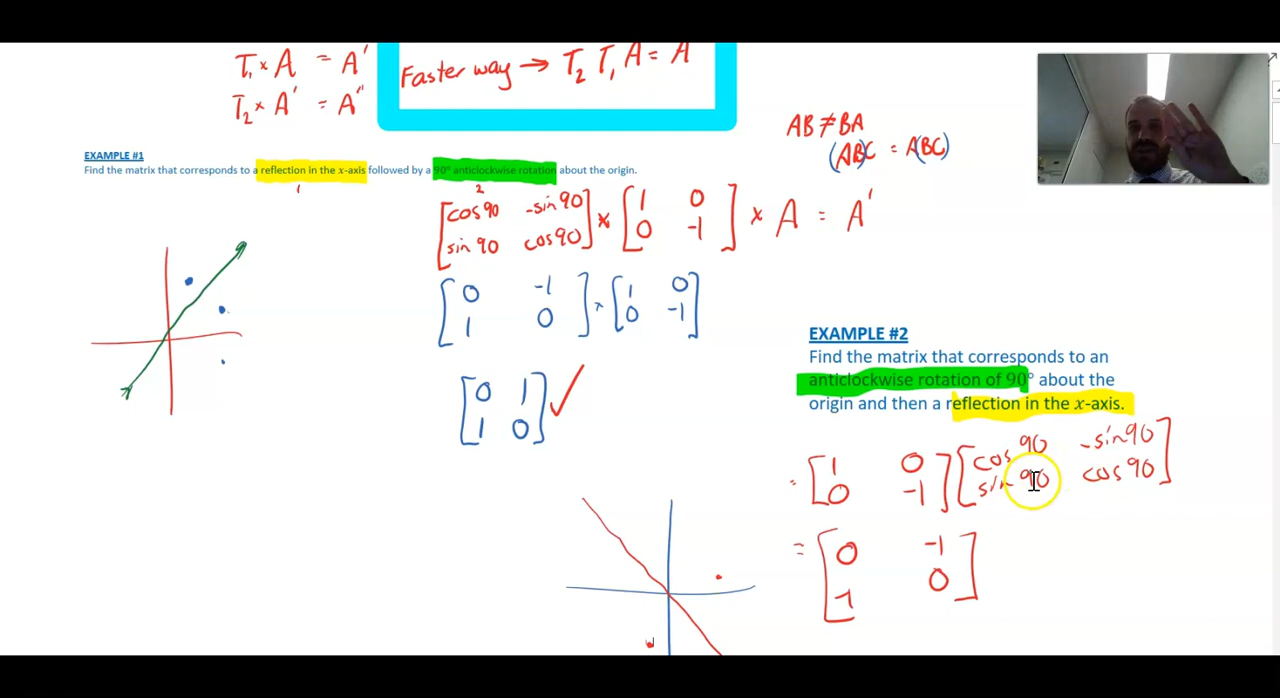 T₁ × A = A'
T₂ × A' = A"
Faster way → T₂ T₁ A = A
AB ≠ BA
(AB)C = A(BC)
EXAMPLE #1
Find the matrix that corresponds to a reflection in the x-axis followed by a 90° anticlockwise rotation about the origin.
1 2
[cos 90 -sin 90] × [1 0] × A = A'
[sin 90 cos 90] [0 -1]
[0 -1] × [1 0]
[1 0] [0 -1]
[0 1] ✓
[1 0]
EXAMPLE #2
Find the matrix that corresponds to an
anticlockwise rotation of 90° about the
origin and then a reflection in the x-axis.
= [1 0] [cos 90 -sin 90]
[0 -1] [sin 90 cos 90]
= [0 -1]
[1 0]